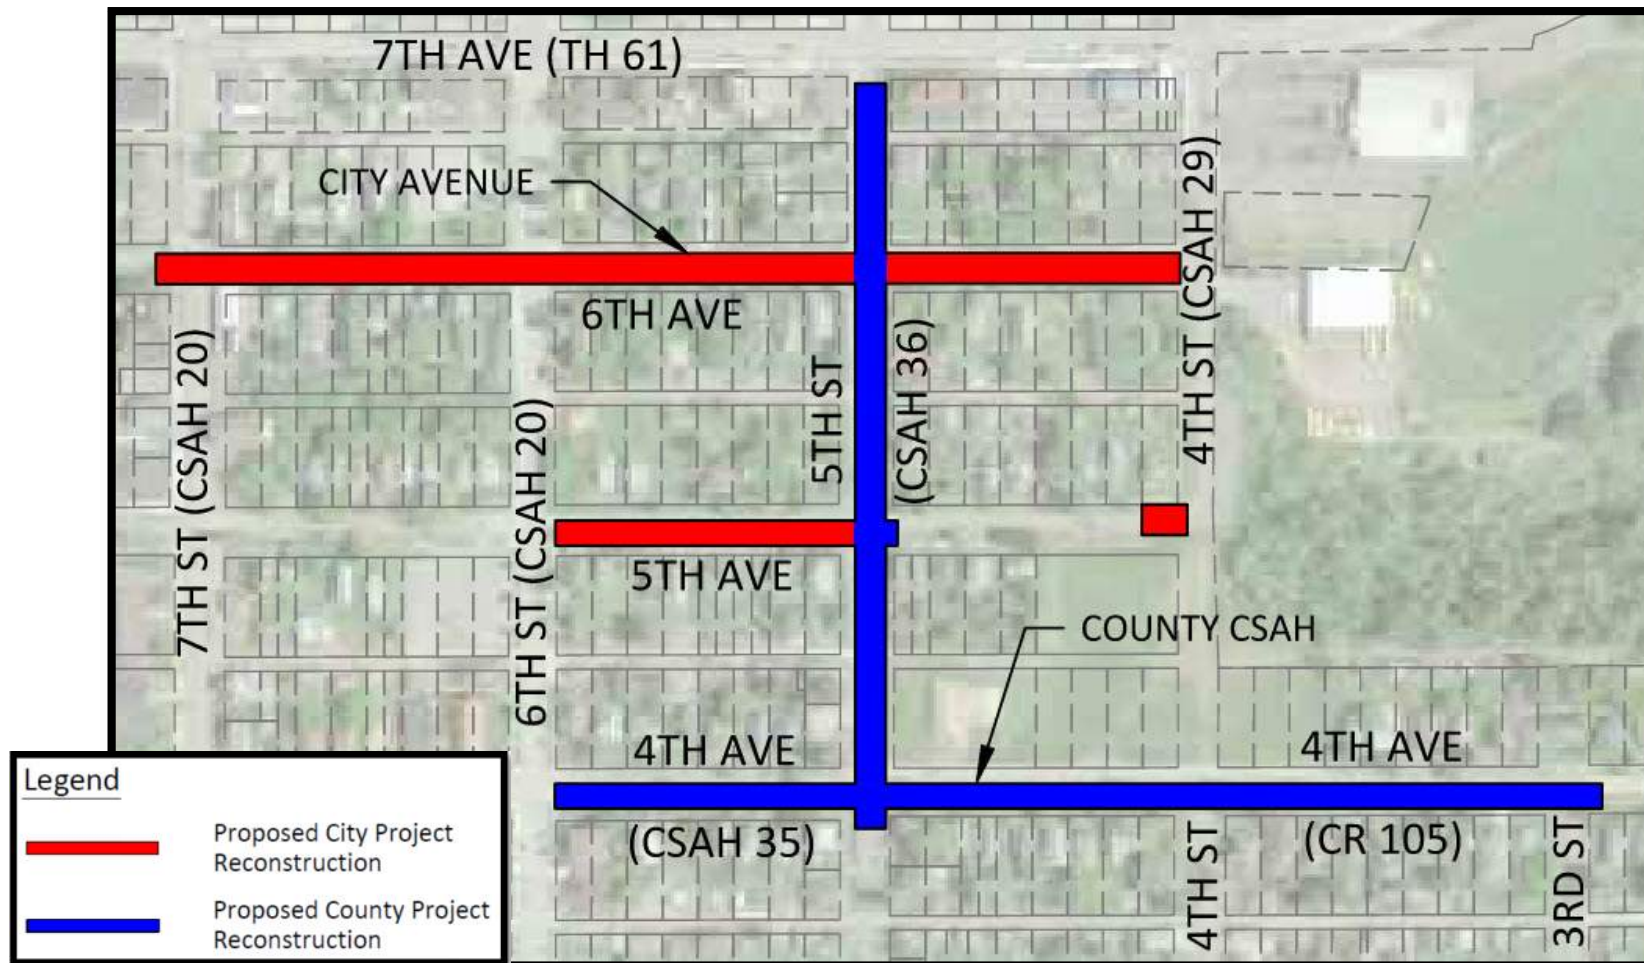 7TH AVE (TH 61)
CITY AVENUE
6TH AVE
7TH ST (CSAH 20)
6TH ST (CSAH 20)
5TH ST
(CSAH 36)
4TH ST (CSAH 29)
5TH AVE
COUNTY CSAH
4TH AVE
4TH AVE
(CSAH 35)
(CR 105)
4TH ST
3RD ST
Legend
Proposed City Project
Reconstruction
Proposed County Project
Reconstruction